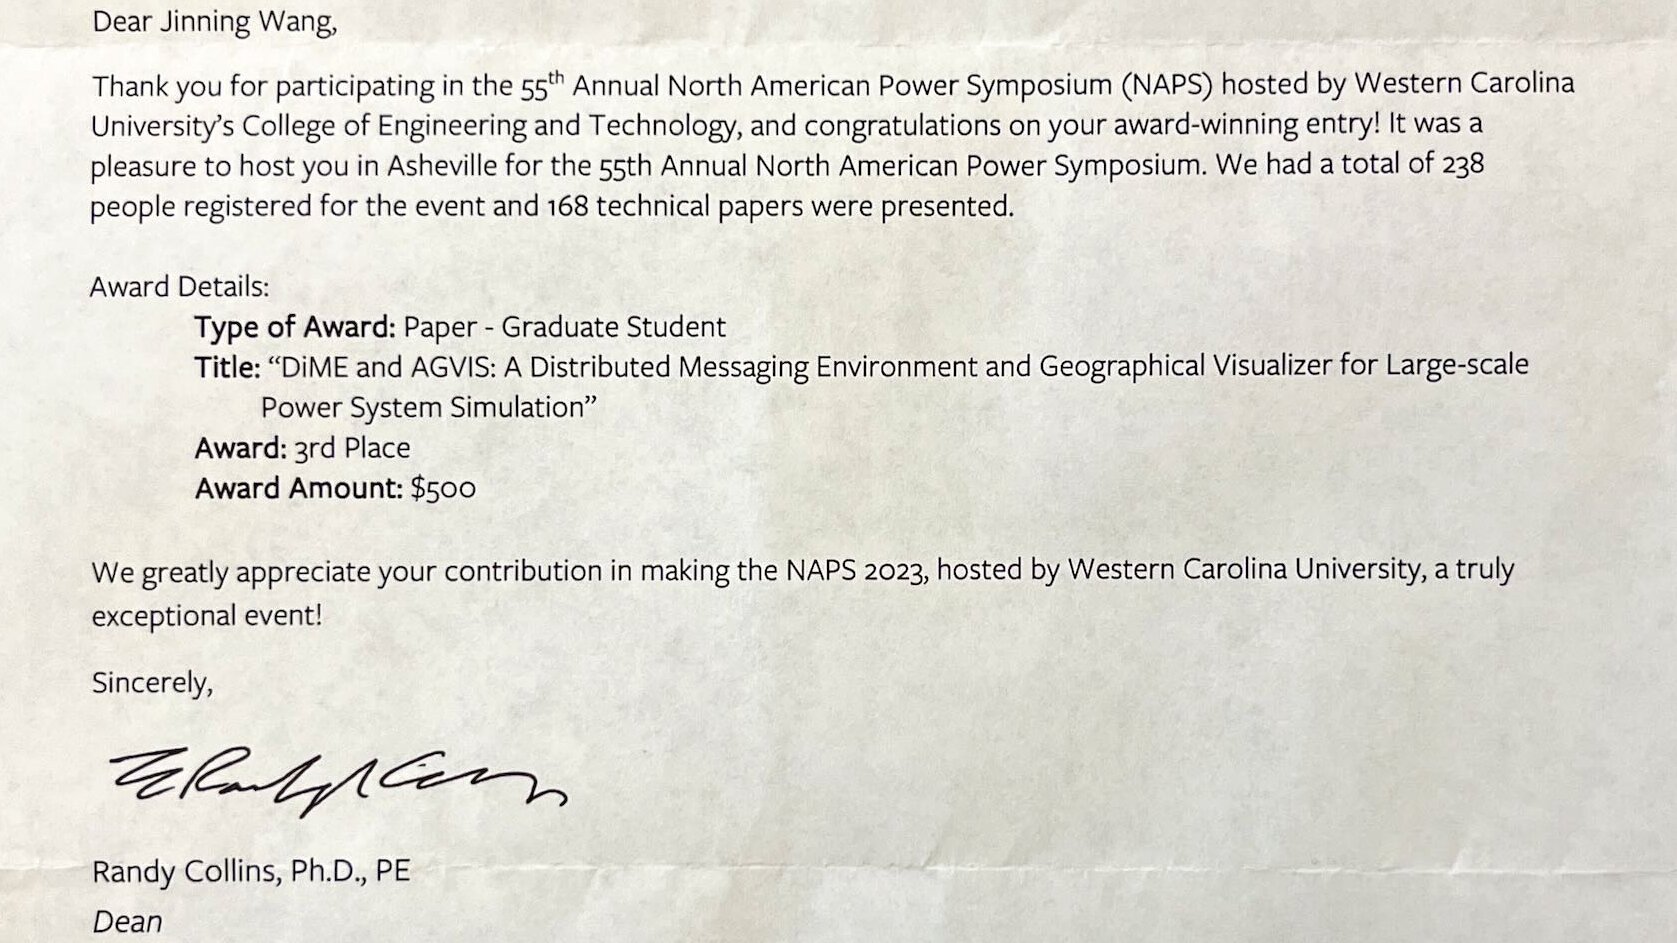 Dear Jinning Wang,
Thank you for participating in the 55th Annual North American Power Symposium (NAPS) hosted by Western Carolina
University's College of Engineering and Technology, and congratulations on your award-winning entry! It was a
pleasure to host you in Asheville for the 55th Annual North American Power Symposium. We had a total of 238
people registered for the event and 168 technical papers were presented.
Award Details:
Type of Award: Paper - Graduate Student
Title: “DiME and AGVIS: A Distributed Messaging Environment and Geographical Visualizer for Large-scale
Power System Simulation”
Award: 3rd Place
Award Amount: $500
We greatly appreciate your contribution in making the NAPS 2023, hosted by Western Carolina University, a truly
exceptional event!
Sincerely,
Randy Collins, Ph.D., PE
Dean